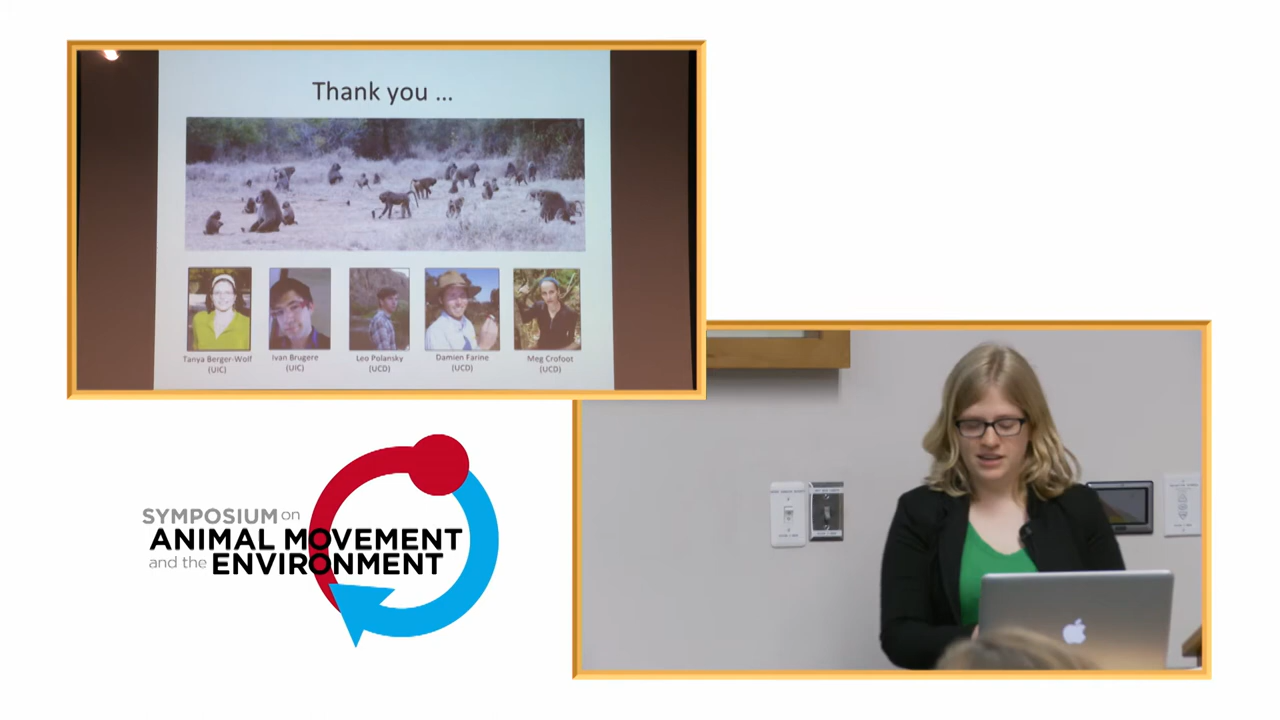 Thank you ...
Tanya Berger-Wolf
(UIC)
Ivan Brugere
(UIC)
Leo Polansky
(UCD)
Damien Farine
(UCD)
Meg Crofoot
(UCD)
SYMPOSIUM on
ANIMAL MOVEMENT
and the ENVIRONMENT